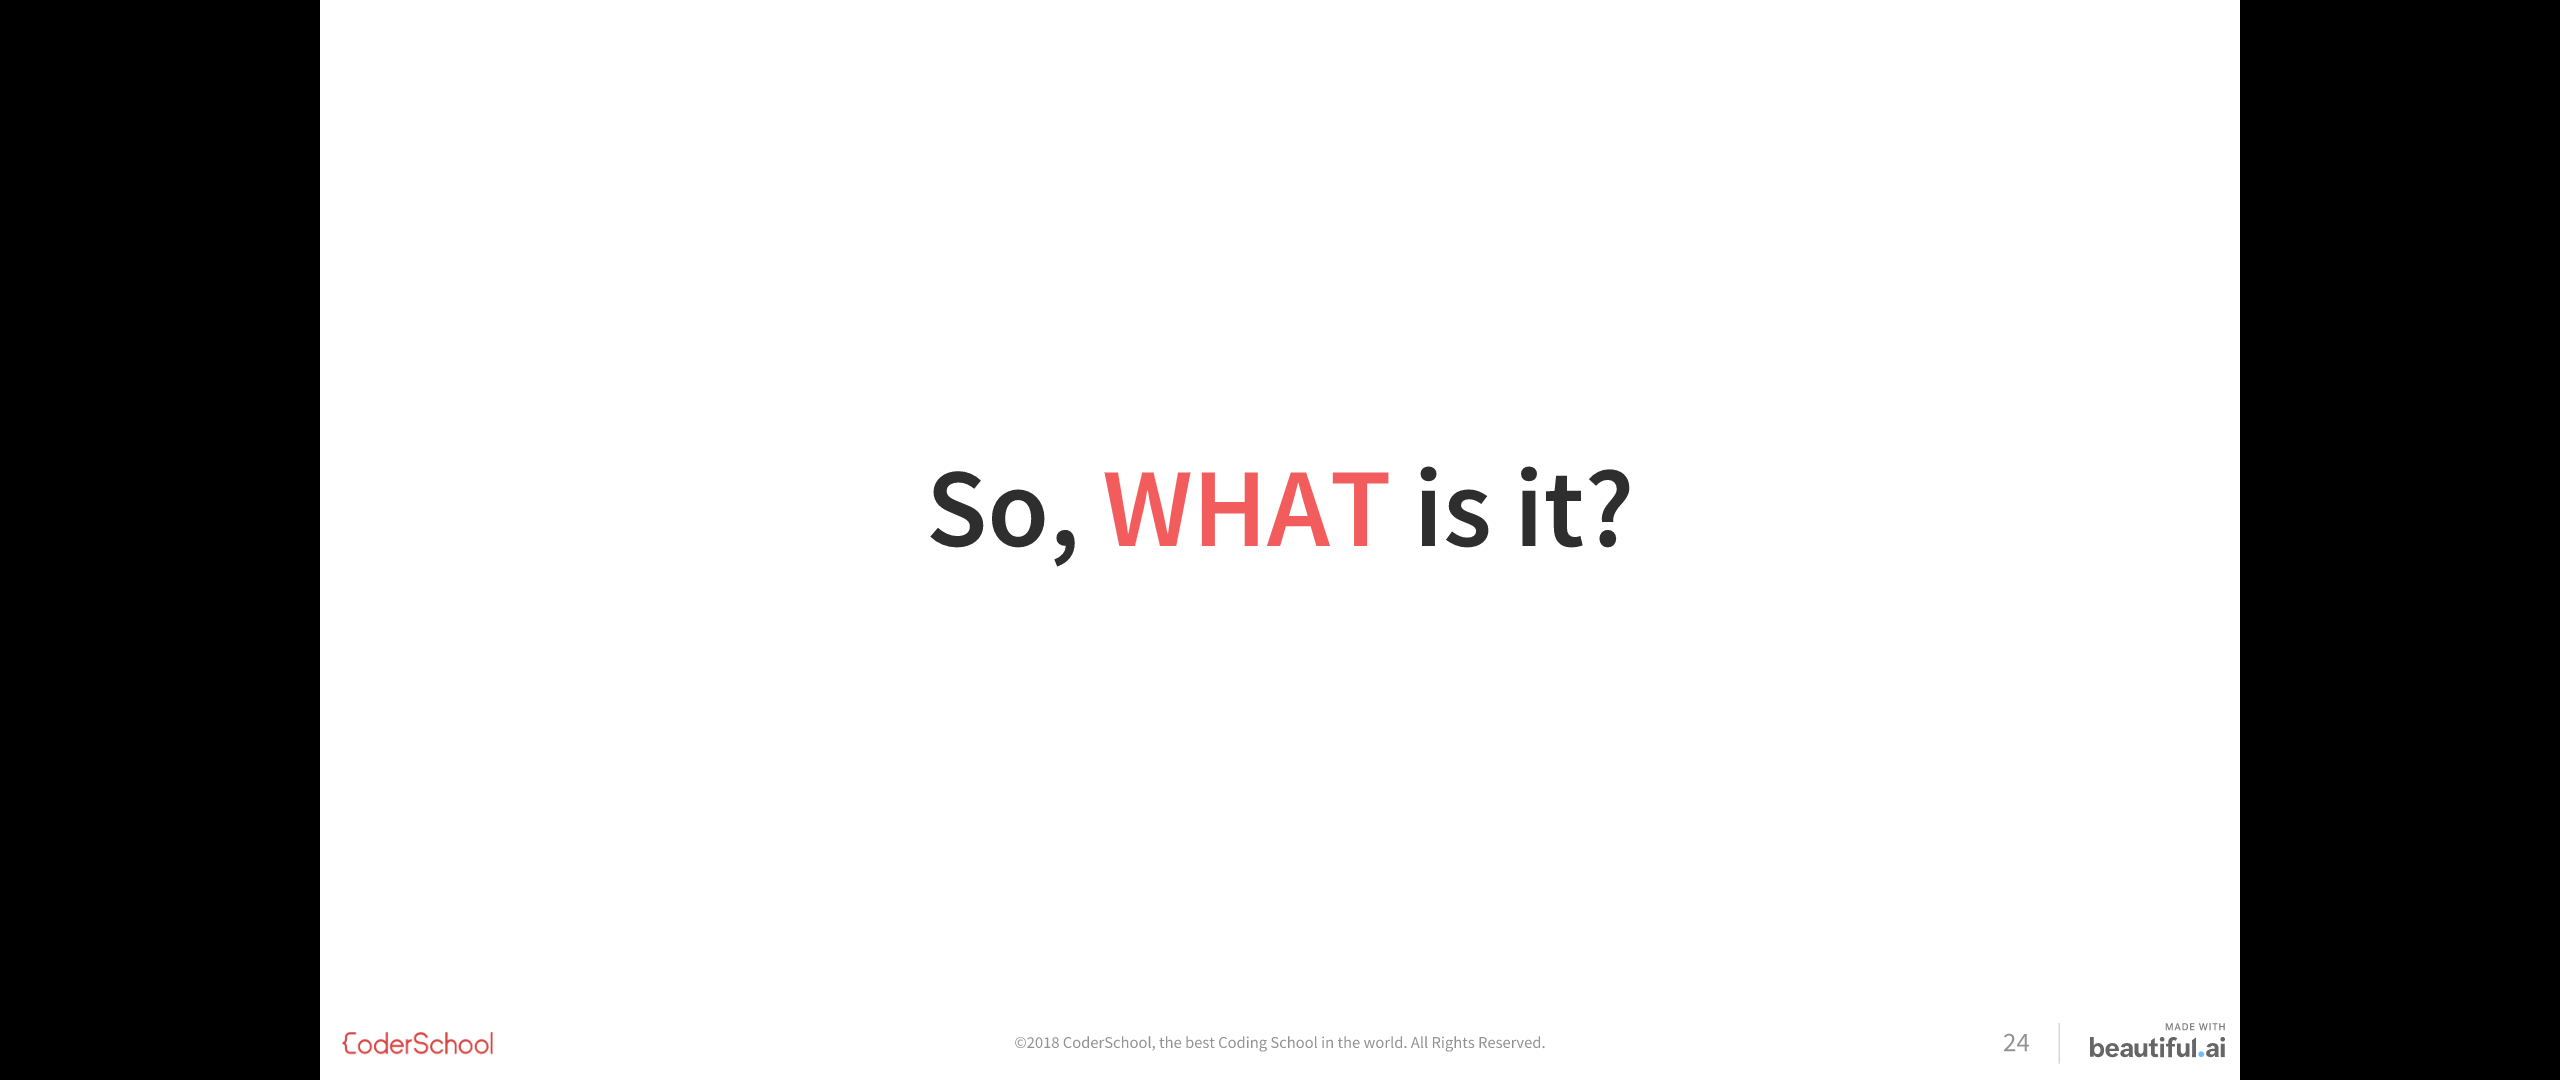 So, WHAT is it?
{CoderSchool
©2018 CoderSchool, the best Coding School in the world. All Rights Reserved.
24
MADE WITH
beautiful.ai